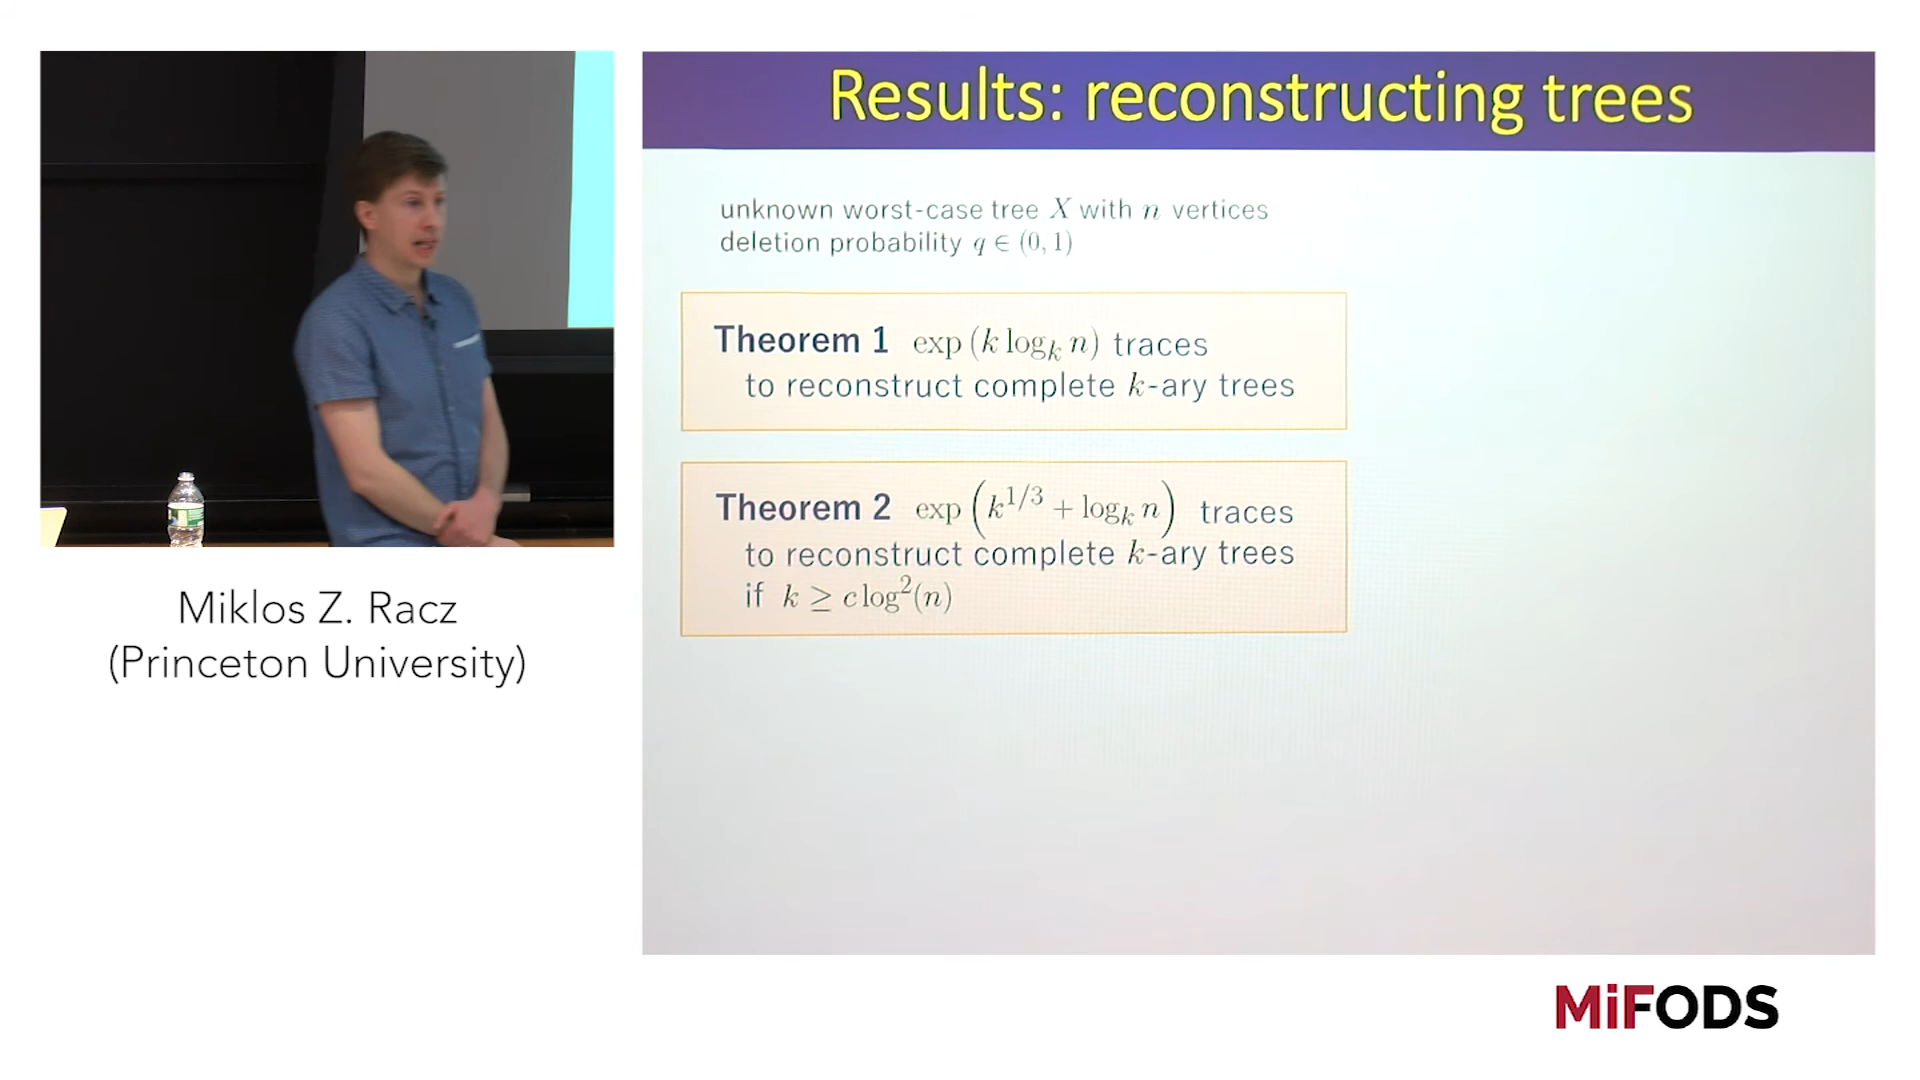 Results: reconstructing trees
unknown worst-case tree X with n vertices
deletion probability q ∈ (0, 1)
Theorem 1 exp (k log_k n) traces
to reconstruct complete k-ary trees
Theorem 2 exp (k^{1/3} + log_k n) traces
to reconstruct complete k-ary trees
if k ≥ c log^2(n)
Miklos Z. Racz
(Princeton University)
MiFODS